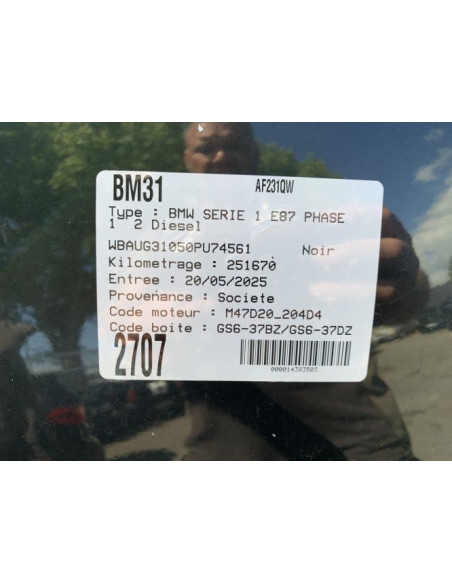 BM31 AF231QW
Type : BMW SERIE 1 E87 PHASE
1 2 Diesel
WBAUG31050PU74561 Noir
Kilometrage : 251670
Entree : 20/05/2025
Provenance : Societe
Code moteur : M47D20_204D4
Code boite : GS6-37BZ/GS6-37DZ
2707
000014383503